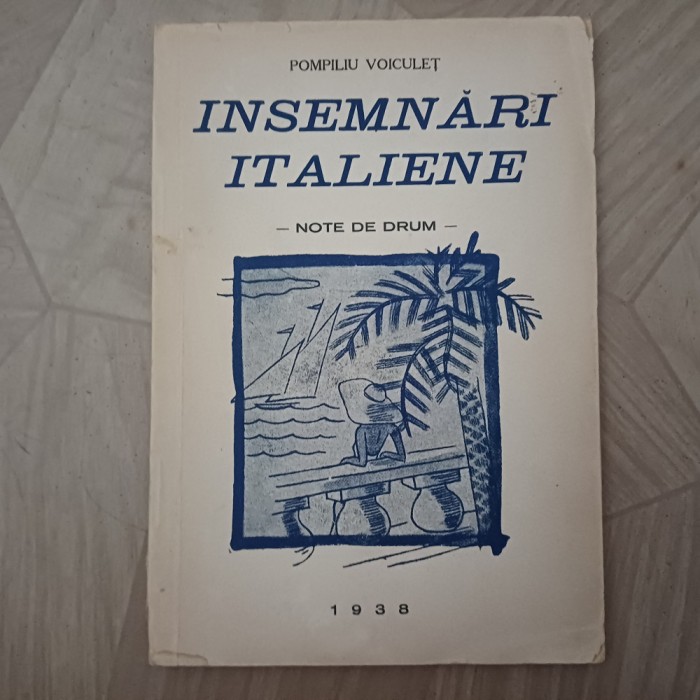 POMPILIU VOICULEȚ
INSEMNĂRI
ITALIENE
— NOTE DE DRUM —
1938